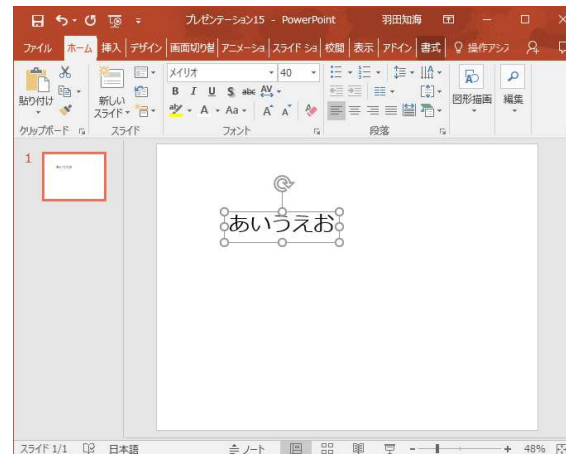 プレゼンテーション15 - PowerPoint 羽田知海
ファイル ホーム 挿入 デザイン 画面切り替 アニメーショ スライド ショ 校閲 表示 アドイン 書式 操作アシ
メイリオ 40
貼り付け 新しい スライド B I U S abc AV 図形描画 編集
A Aa A A
クリップボード スライド フォント 段落
1
あいうえお
スライド 1/1 日本語 ノート 48%